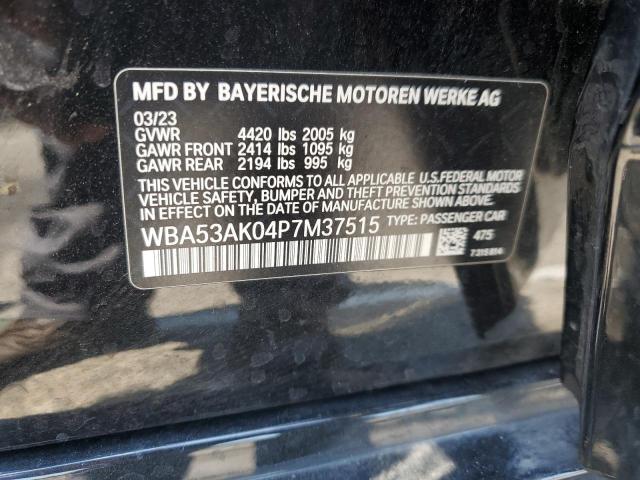 MFD BY BAYERISCHE MOTOREN WERKE AG
03/23
GVWR 4420 lbs 2005 kg
GAWR FRONT 2414 lbs 1095 kg
GAWR REAR 2194 lbs 995 kg
THIS VEHICLE CONFORMS TO ALL APPLICABLE U.S.FEDERAL MOTOR
VEHICLE SAFETY, BUMPER AND THEFT PREVENTION STANDARDS
IN EFFECT ON THE DATE OF MANUFACTURE SHOWN ABOVE.
WBA53AK04P7M37515 TYPE: PASSENGER CAR
475
7315814